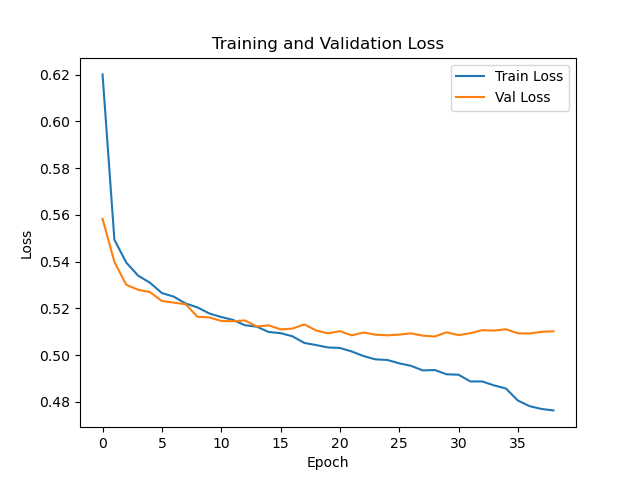 Training and Validation Loss
Train Loss
Val Loss
0.62
0.60
0.58
0.56
0.54
0.52
0.50
0.48
Loss
0 5 10 15 20 25 30 35
Epoch